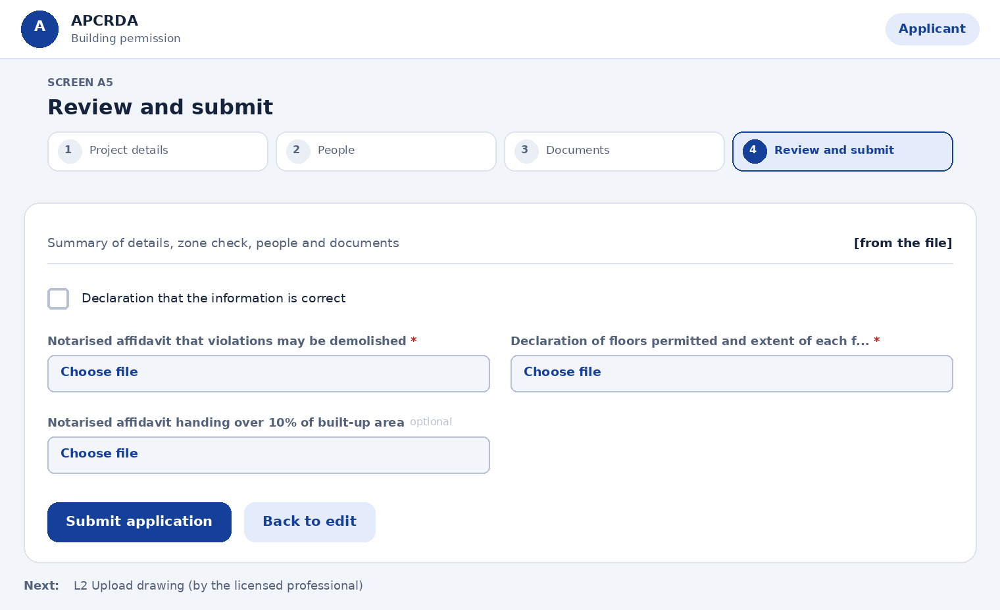 A
APCRDA
Building permission
Applicant
SCREEN A5
Review and submit
1 Project details
2 People
3 Documents
4 Review and submit
Summary of details, zone check, people and documents [from the file]
Declaration that the information is correct
Notarised affidavit that violations may be demolished *
Choose file
Declaration of floors permitted and extent of each f... *
Choose file
Notarised affidavit handing over 10% of built-up area optional
Choose file
Submit application
Back to edit
Next: L2 Upload drawing (by the licensed professional)